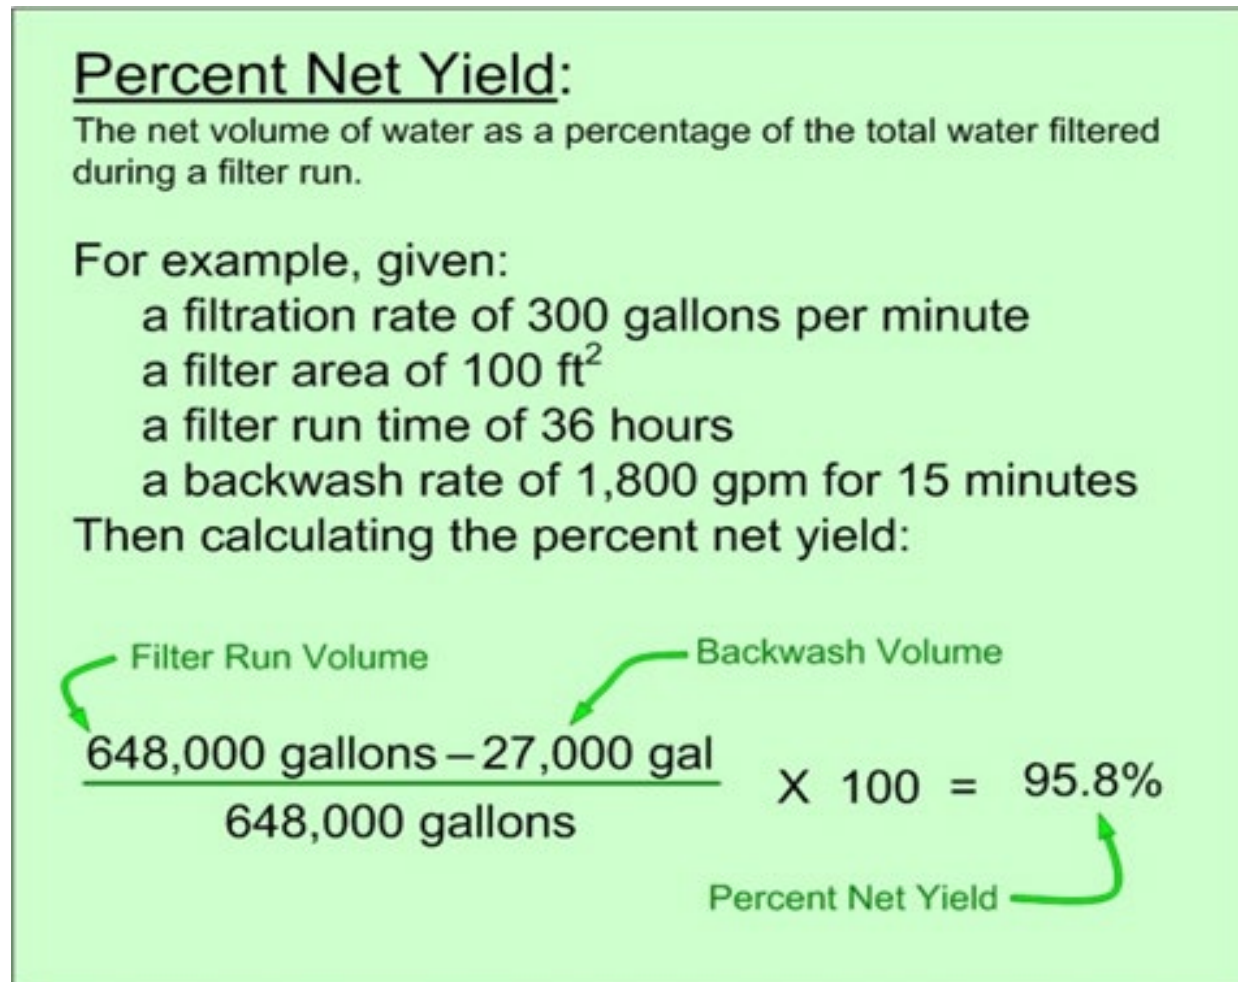 Percent Net Yield:
The net volume of water as a percentage of the total water filtered
during a filter run.
For example, given:
a filtration rate of 300 gallons per minute
a filter area of 100 ft²
a filter run time of 36 hours
a backwash rate of 1,800 gpm for 15 minutes
Then calculating the percent net yield:
Filter Run Volume
Backwash Volume
648,000 gallons – 27,000 gal
648,000 gallons
X 100 = 95.8%
Percent Net Yield